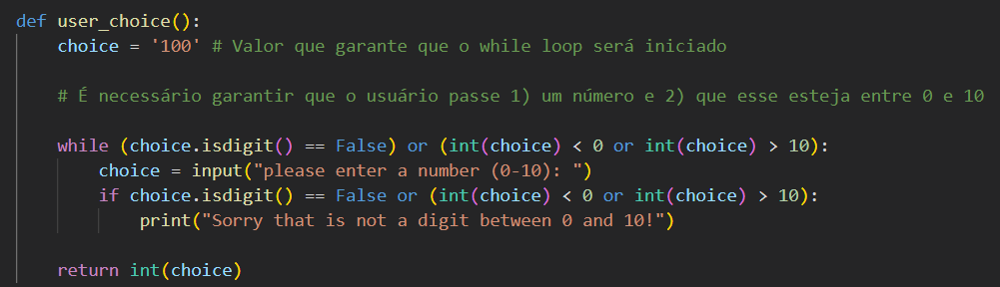 def user_choice():
    choice = '100' # Valor que garante que o while loop será iniciado
    # É necessário garantir que o usuário passe 1) um número e 2) que esse esteja entre 0 e 10
    while (choice.isdigit() == False) or (int(choice) < 0 or int(choice) > 10):
        choice = input("please enter a number (0-10): ")
        if choice.isdigit() == False or (int(choice) < 0 or int(choice) > 10):
            print("Sorry that is not a digit between 0 and 10!")
    return int(choice)